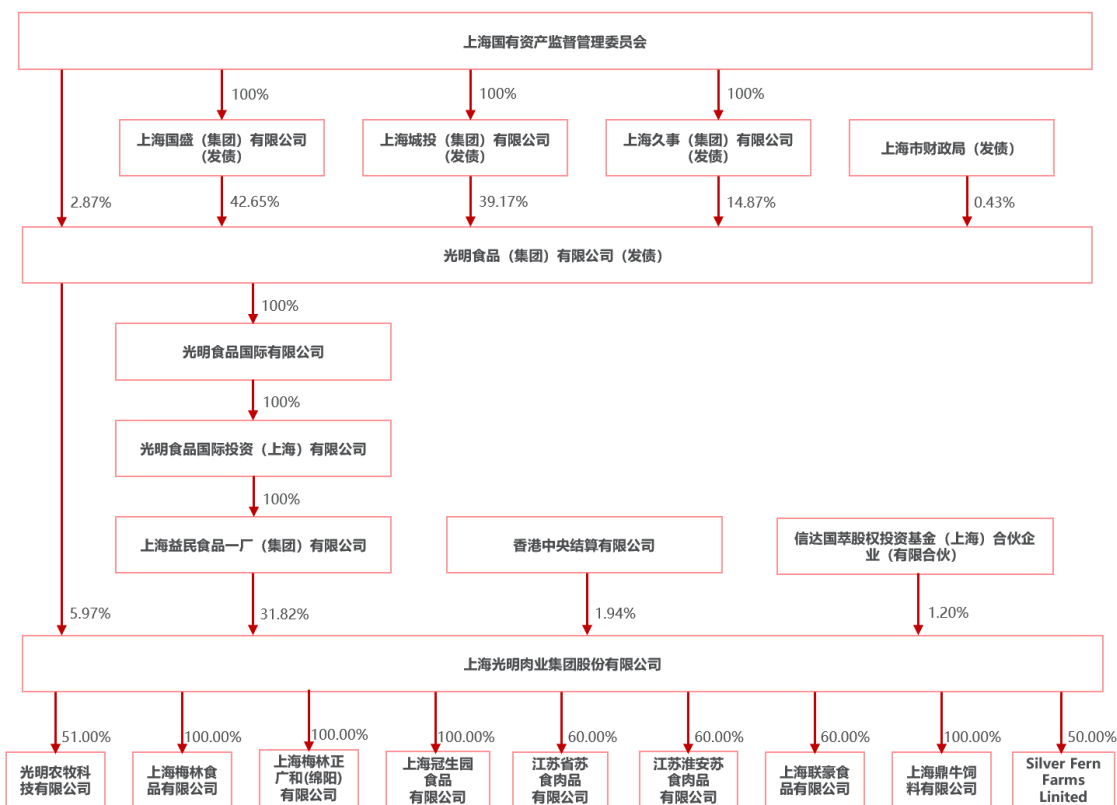 上海国有资产监督管理委员会
100%
100%
100%
上海国盛（集团）有限公司
（发债）
上海城投（集团）有限公司
（发债）
上海久事（集团）有限公司
（发债）
上海市财政局（发债）
2.87%
42.65%
39.17%
14.87%
0.43%
光明食品（集团）有限公司（发债）
100%
光明食品国际有限公司
100%
光明食品国际投资（上海）有限公司
100%
上海益民食品一厂（集团）有限公司
香港中央结算有限公司
信达国萃股权投资基金（上海）合伙企
业（有限合伙）
5.97%
31.82%
1.94%
1.20%
上海光明肉业集团股份有限公司
51.00%
100.00%
100.00%
100.00%
60.00%
60.00%
60.00%
100.00%
50.00%
光明农牧科
技有限公司
上海梅林食
品有限公司
上海梅林正
广和(绵阳)
有限公司
上海冠生园
食品
有限公司
江苏省苏
食肉品
有限公司
江苏淮安苏
食肉品
有限公司
上海联豪食
品有限公司
上海鼎牛饲
料有限公司
Silver Fern
Farms
Limited